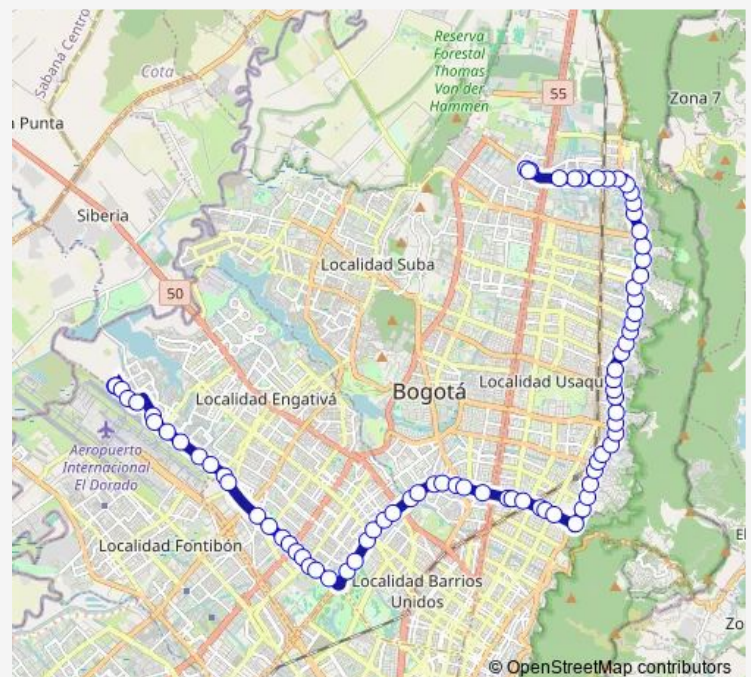 Reserva
Forestal
Thomas
Van der
Hammen
Sabana Centro
Cota
Zona 7
55
Punta
Siberia
Localidad Suba
50
Bogotá
Localidad Usaqu
Localidad Engativá
Aeropuerto
Internacional
El Dorado
Localidad Fontibón
Localidad Barrios
Unidos
El
Zo
© OpenStreetMap contributors